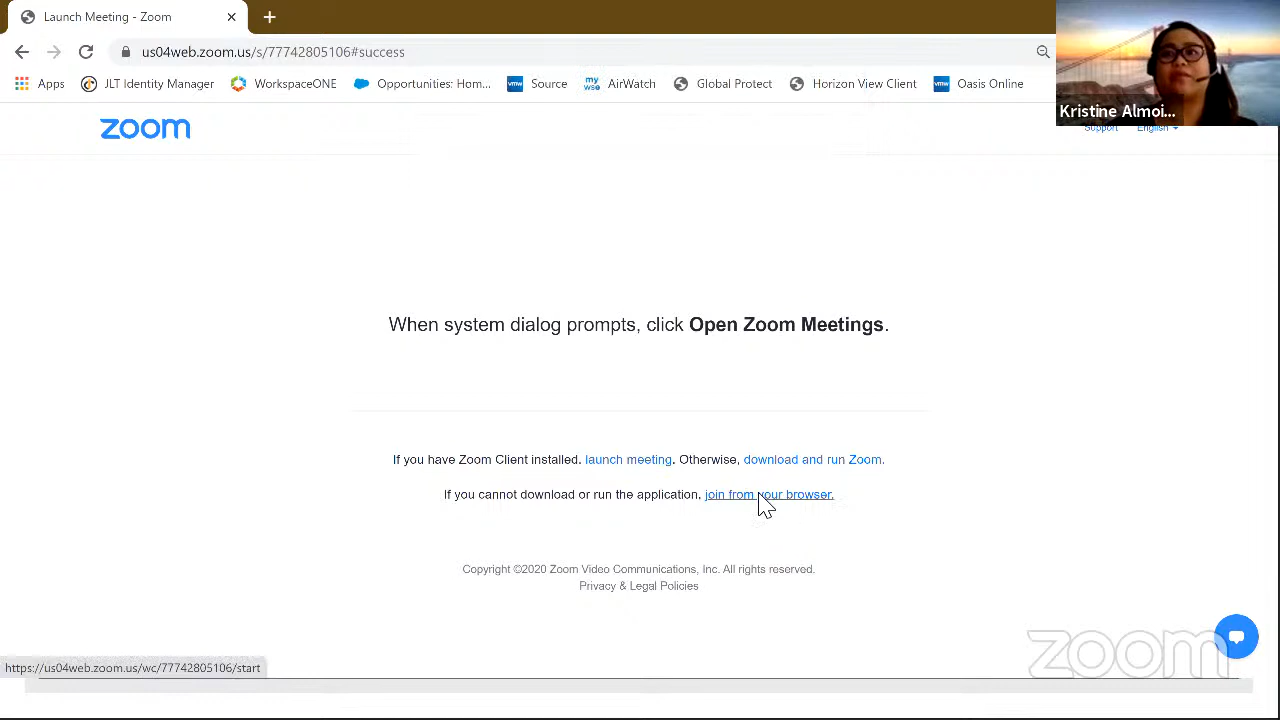 Launch Meeting - Zoom
us04web.zoom.us/s/77742805106#success
Apps JLT Identity Manager WorkspaceONE Opportunities: Hom... vmw Source my wso AirWatch Global Protect Horizon View Client vmw Oasis Online
Kristine Almoi...
zoom
Support English
When system dialog prompts, click Open Zoom Meetings.
If you have Zoom Client installed. launch meeting. Otherwise, download and run Zoom.
If you cannot download or run the application, join from your browser.
Copyright ©2020 Zoom Video Communications, Inc. All rights reserved.
Privacy & Legal Policies
zoom
https://us04web.zoom.us/wc/77742805106/start